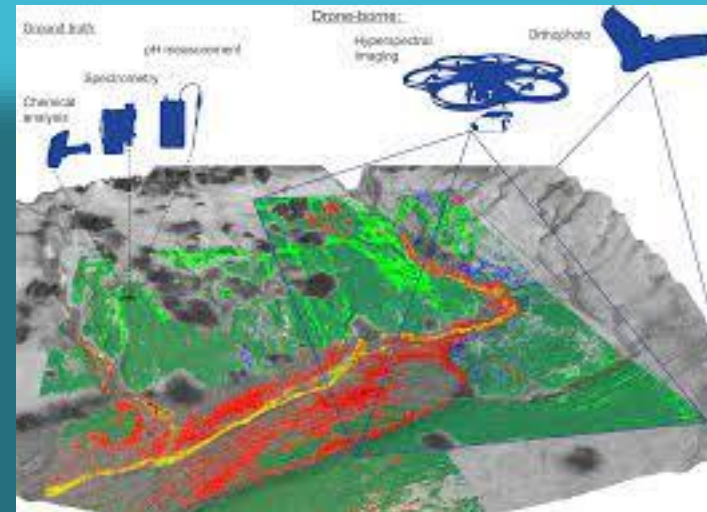 Ground truth:
Chemical
analysis
Spectrometry
pH measurement
Drone-borne:
Hyperspectral
Imaging
Orthophoto